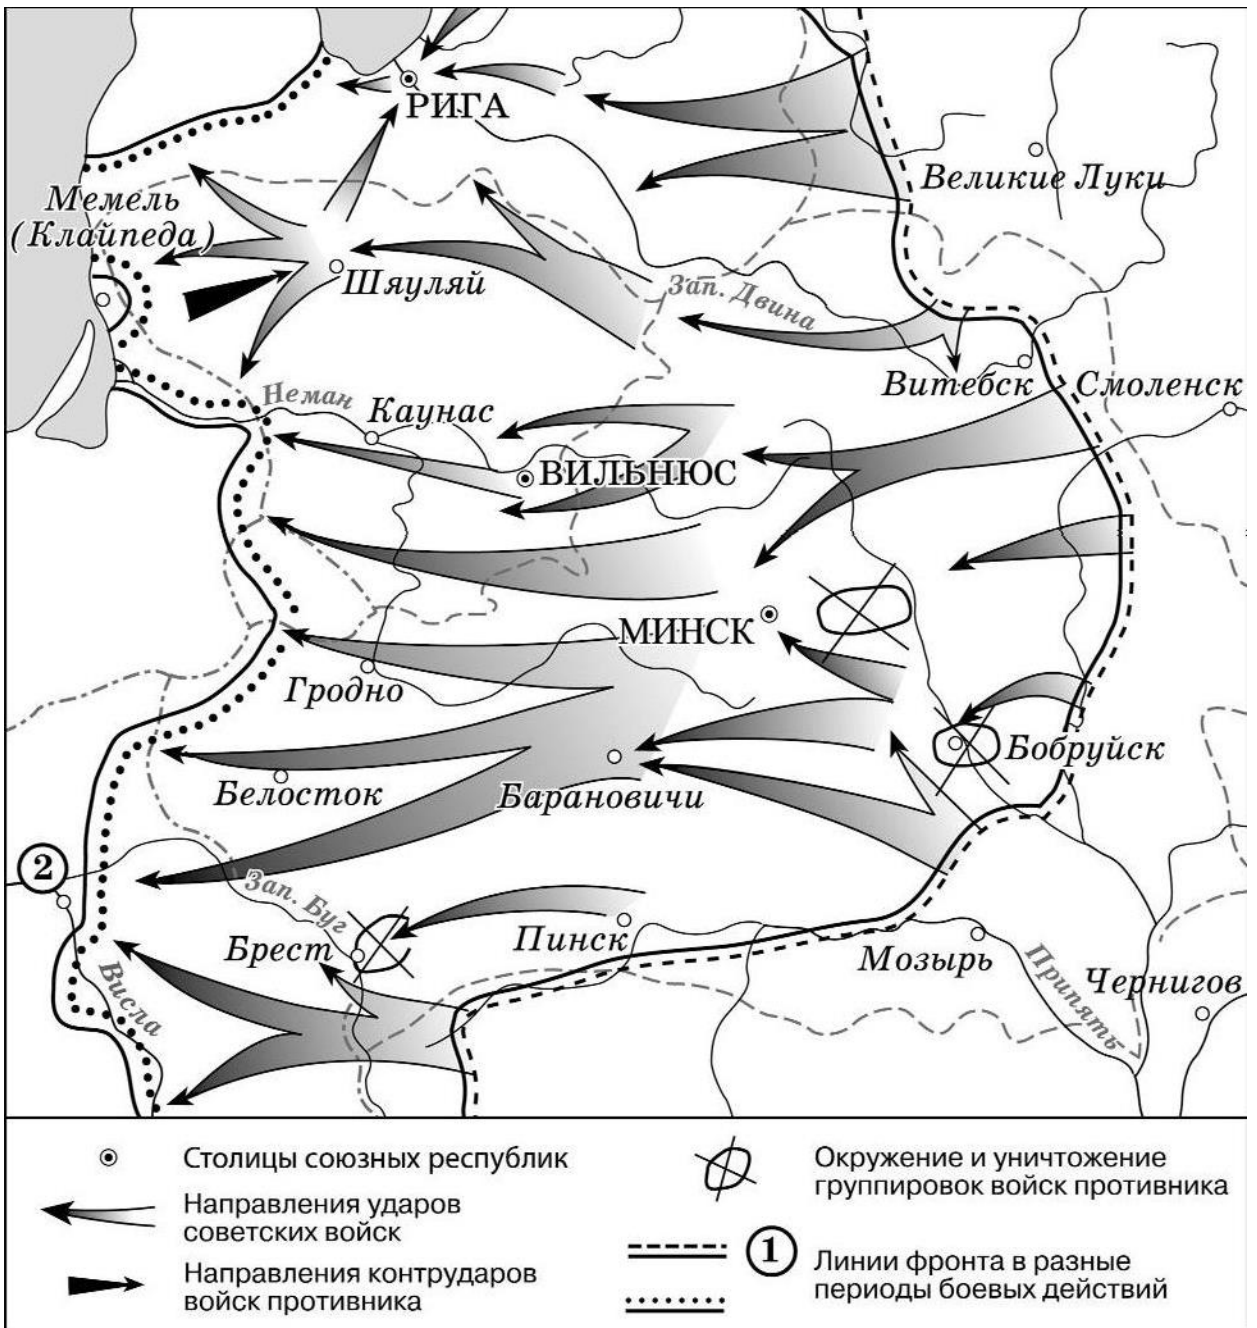 РИГА
Великие Луки
Мемель
(Клайпеда)
Шяуляй
Зап. Двина
Витебск
Смоленск
Неман
Каунас
ВИЛЬНЮС
МИНСК
Гродно
Бобруйск
Белосток
Барановичи
2
Зап. Буг
Брест
Пинск
Мозырь
Припять
Чернигов
Висла
Столицы союзных республик
Направления ударов
советских войск
Направления контрударов
войск противника
Окружение и уничтожение
группировок войск противника
1
Линии фронта в разные
периоды боевых действий